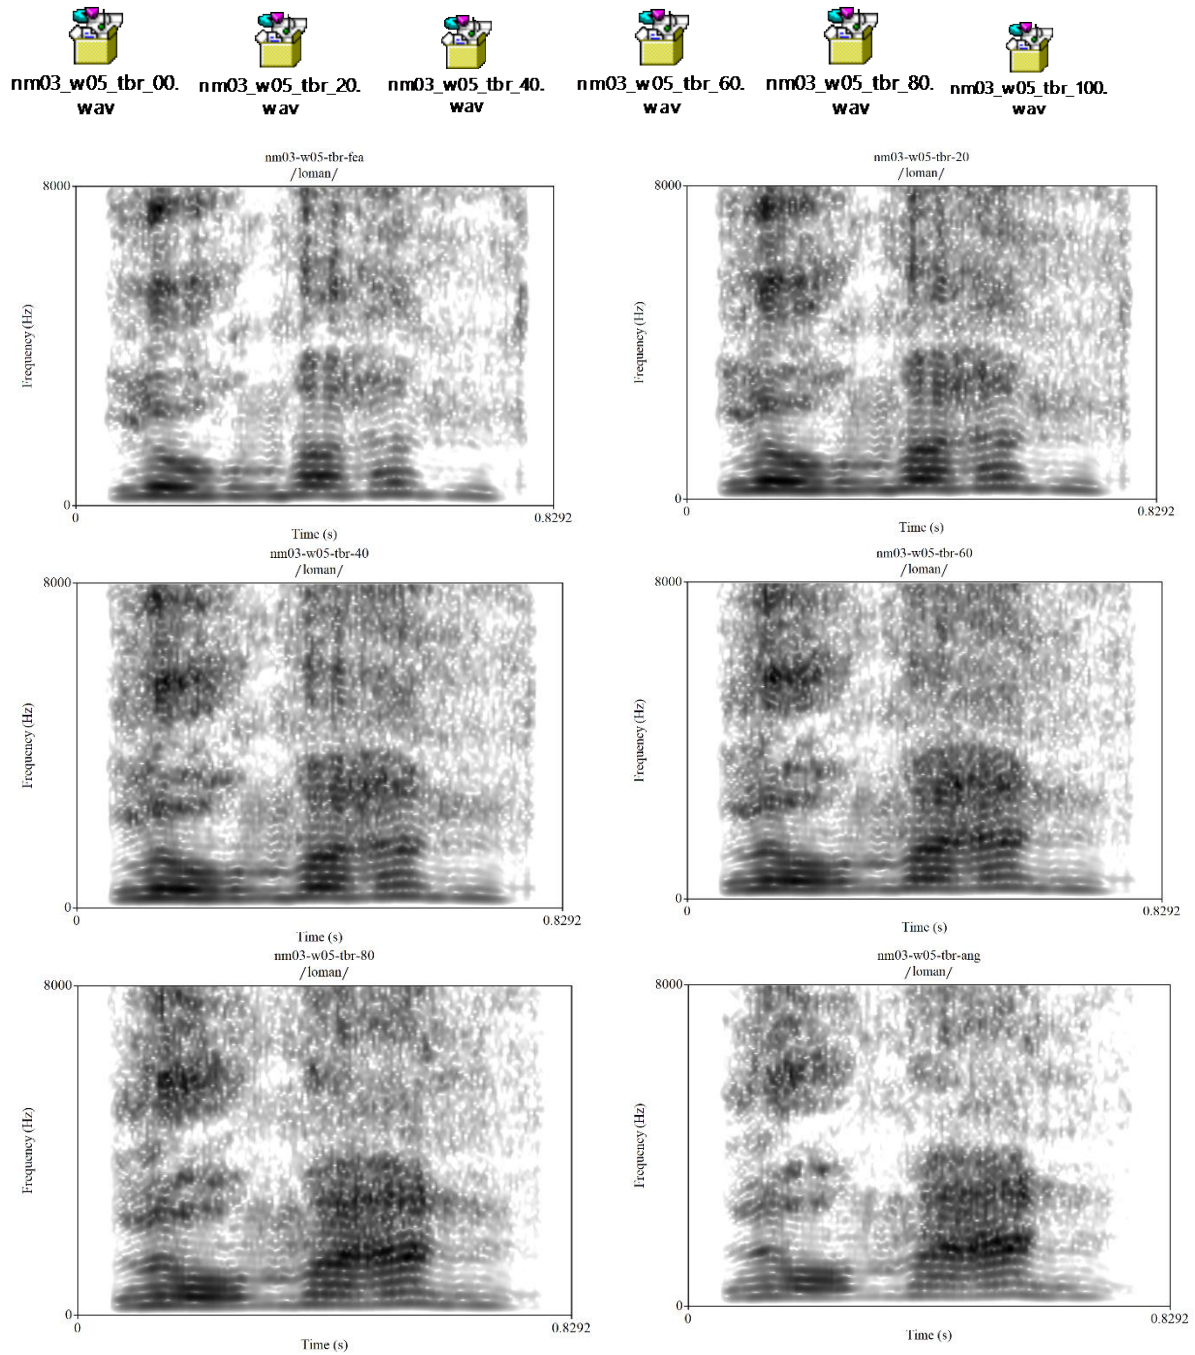 nm03_w05_tbr_00.
wav
nm03_w05_tbr_20.
wav
nm03_w05_tbr_40.
wav
nm03_w05_tbr_60.
wav
nm03_w05_tbr_80.
wav
nm03_w05_tbr_100.
wav
nm03-w05-tbr-fea
/loman/
8000
Frequency (Hz)
0
0
0.8292
Time (s)
nm03-w05-tbr-20
/loman/
8000
Frequency (Hz)
0
0
0.8292
Time (s)
nm03-w05-tbr-40
/loman/
8000
Frequency (Hz)
0
0
0.8292
Time (s)
nm03-w05-tbr-60
/loman/
8000
Frequency (Hz)
0
0
0.8292
Time (s)
nm03-w05-tbr-80
/loman/
8000
Frequency (Hz)
0
0
0.8292
Time (s)
nm03-w05-tbr-ang
/loman/
8000
Frequency (Hz)
0
0
0.8292
Time (s)